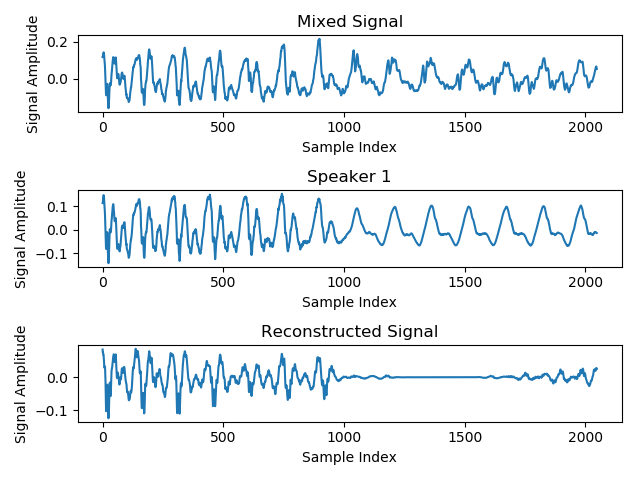 Mixed Signal
Signal Amplitude
0.2
0.0
0 500 1000 1500 2000
Sample Index
Speaker 1
Signal Amplitude
0.1
0.0
−0.1
0 500 1000 1500 2000
Sample Index
Reconstructed Signal
Signal Amplitude
0.0
−0.1
0 500 1000 1500 2000
Sample Index